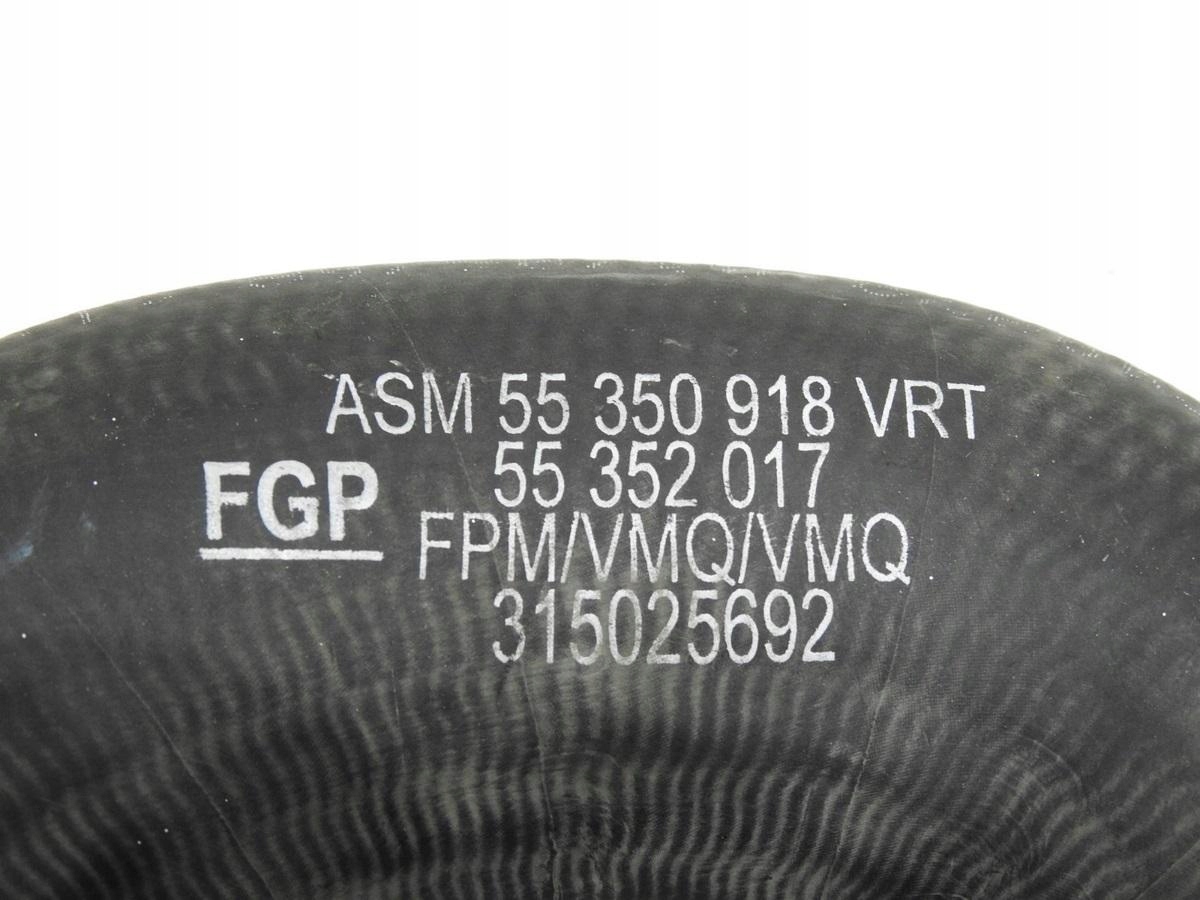 ASM 55 350 918 VRT
55 352 017
FGP
FPM/VMQ/VMQ
315025692